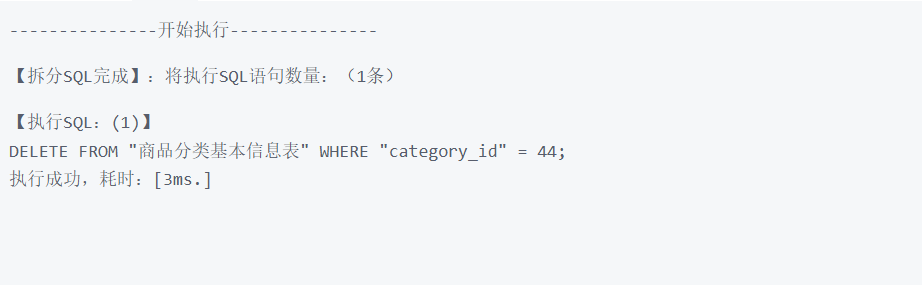 ---------------开始执行---------------
【拆分SQL完成】：将执行SQL语句数量：（1条）
【执行SQL：(1)】
DELETE FROM "商品分类基本信息表" WHERE "category_id" = 44;
执行成功，耗时：[3ms.]